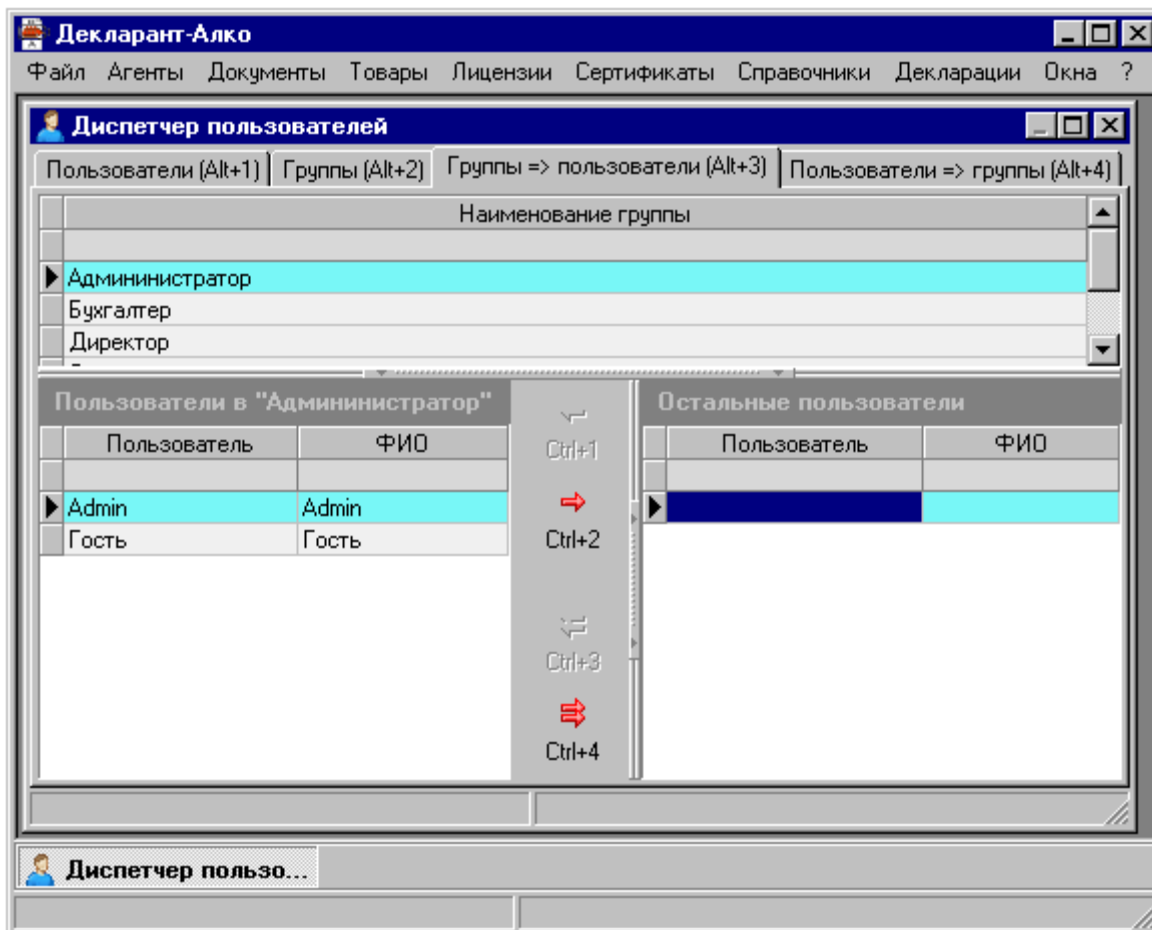 Декларант-Алко
Файл Агенты Документы Товары Лицензии Сертификаты Справочники Декларации Окна ?
Диспетчер пользователей
Пользователи (Alt+1) Группы (Alt+2) Группы => пользователи (Alt+3) Пользователи => группы (Alt+4)
Наименование группы
Админинистратор
Бухгалтер
Директор
Пользователи в "Админинистратор" Остальные пользователи
Пользователь ФИО Ctrl+1 Пользователь ФИО
Admin Admin
Гость Гость Ctrl+2
Ctrl+3
Ctrl+4
Диспетчер пользо...